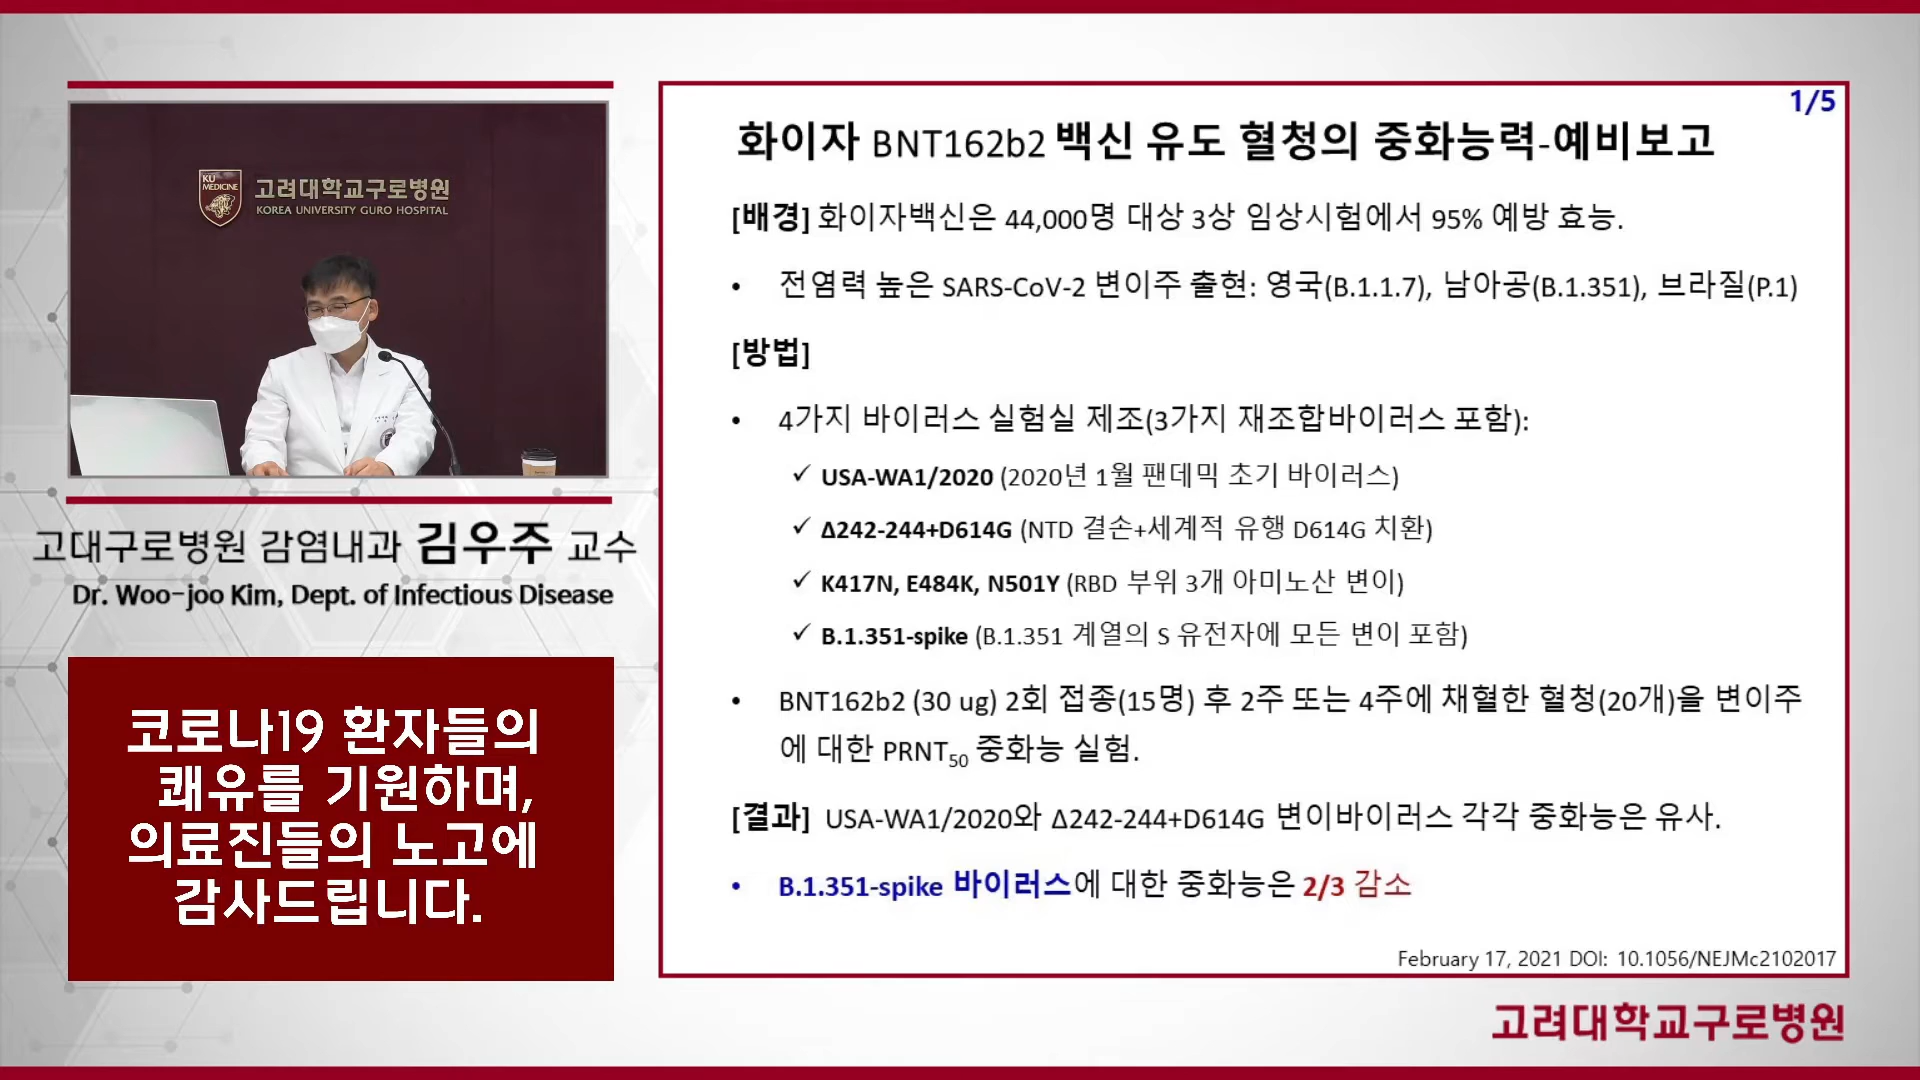 KU
MEDICINE
고려대학교구로병원
KOREA UNIVERSITY GURO HOSPITAL
고대구로병원 감염내과 김우주 교수
Dr. Woo-joo Kim, Dept. of Infectious Disease
코로나19 환자들의
쾌유를 기원하며,
의료진들의 노고에
감사드립니다.
1/5
화이자 BNT162b2 백신 유도 혈청의 중화능력-예비보고
[배경] 화이자백신은 44,000명 대상 3상 임상시험에서 95% 예방 효능.
• 전염력 높은 SARS-CoV-2 변이주 출현: 영국(B.1.1.7), 남아공(B.1.351), 브라질(P.1)
[방법]
• 4가지 바이러스 실험실 제조(3가지 재조합바이러스 포함):
✓ USA-WA1/2020 (2020년 1월 팬데믹 초기 바이러스)
✓ Δ242-244+D614G (NTD 결손+세계적 유행 D614G 치환)
✓ K417N, E484K, N501Y (RBD 부위 3개 아미노산 변이)
✓ B.1.351-spike (B.1.351 계열의 S 유전자에 모든 변이 포함)
• BNT162b2 (30 ug) 2회 접종(15명) 후 2주 또는 4주에 채혈한 혈청(20개)을 변이주
에 대한 PRNT50 중화능 실험.
[결과] USA-WA1/2020와 Δ242-244+D614G 변이바이러스 각각 중화능은 유사.
• B.1.351-spike 바이러스에 대한 중화능은 2/3 감소
February 17, 2021 DOI: 10.1056/NEJMc2102017
고려대학교구로병원